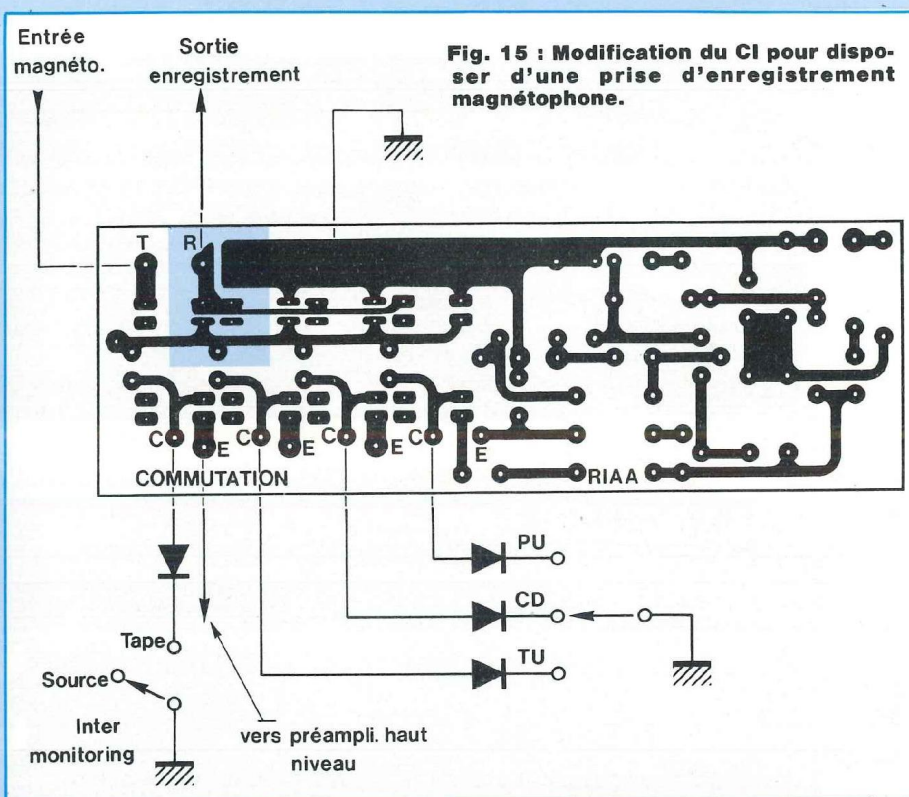 Entrée
magnéto.
Sortie
enregistrement
Fig. 15 : Modification du CI pour dispo-
ser d'une prise d'enregistrement
magnétophone.
T
R
C
E
C
E
C
E
C
E
COMMUTATION
RIAA
PU
CD
TU
Tape
Source
Inter
monitoring
vers préampli. haut
niveau